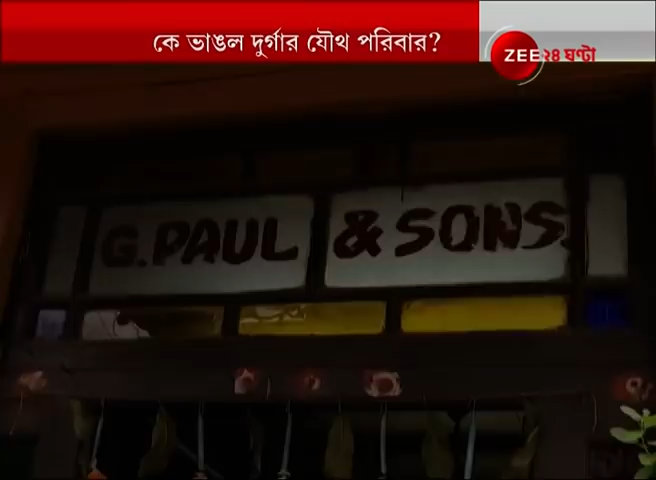 কে ভাঙল দুর্গার যৌথ পরিবার?
ZEE ২৪ ঘণ্টা
G. PAUL & SONS.